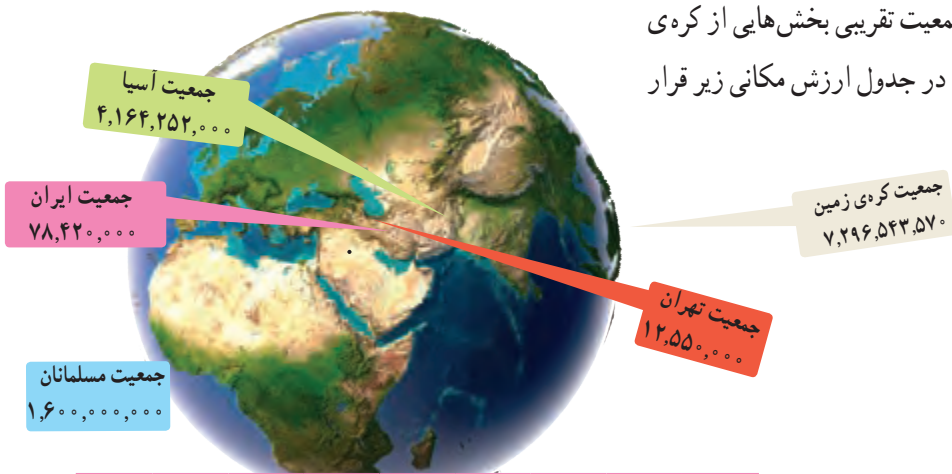 معیت تقریبی بخش‌هایی از کره‌ی
در جدول ارزش مکانی زیر قرار
جمعیت آسیا
۴,۱۶۴,۲۵۲,۰۰۰
جمعیت ایران
۷۸,۴۲۰,۰۰۰
جمعیت کره‌ی زمین
۷,۲۹۶,۵۴۳,۵۷۰
جمعیت تهران
۱۲,۵۵۰,۰۰۰
جمعیت مسلمانان
۱,۶۰۰,۰۰۰,۰۰۰